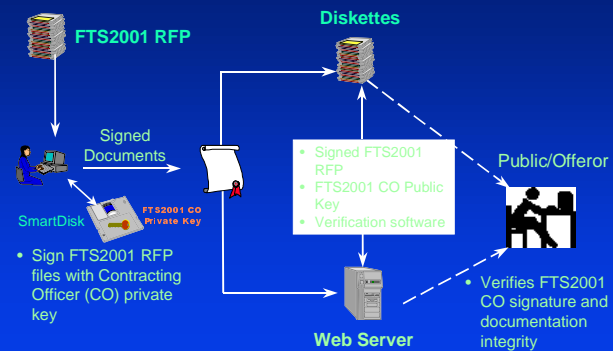 FTS2001 RFP
Diskettes
Signed
Documents
SmartDisk
FTS2001 CO
Private Key
• Sign FTS2001 RFP
files with Contracting
Officer (CO) private
key
• Signed FTS2001
RFP
• FTS2001 CO Public
Key
• Verification software
Web Server
Public/Offeror
• Verifies FTS2001
CO signature and
documentation
integrity